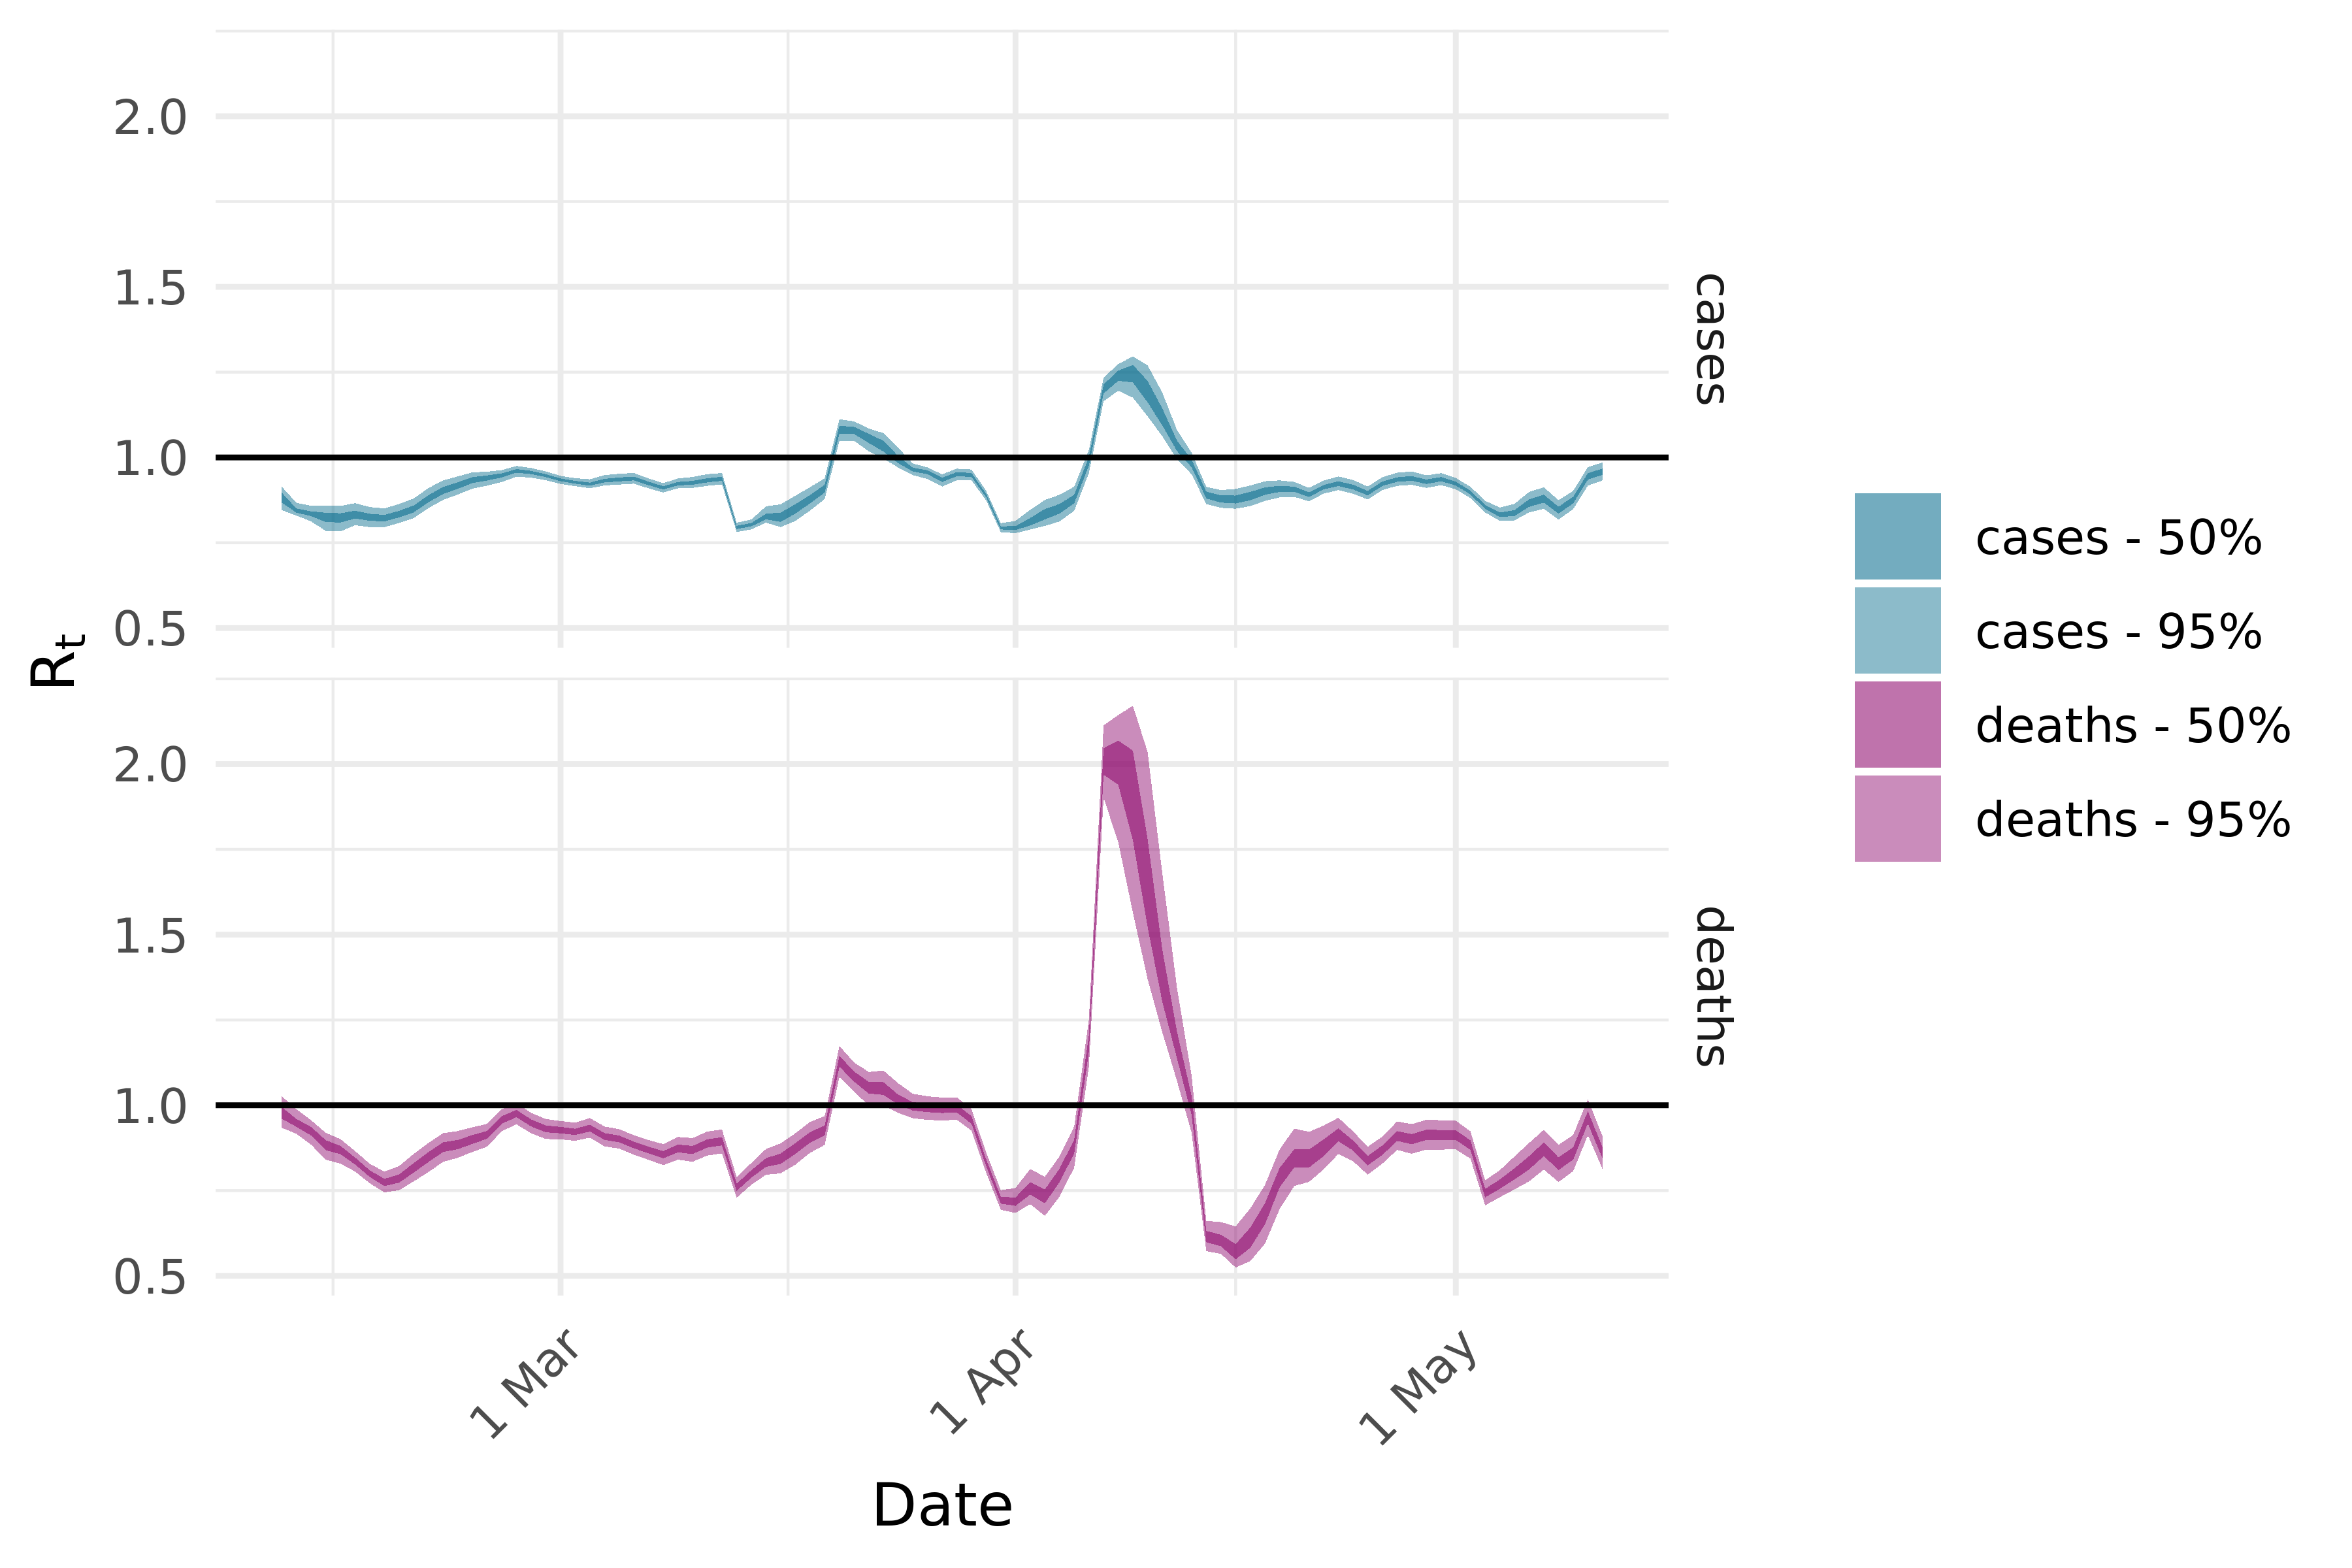 2.0
1.5
1.0
0.5
cases
2.0
1.5
1.0
0.5
deaths
Rt
1 Mar
1 Apr
1 May
Date
cases - 50%
cases - 95%
deaths - 50%
deaths - 95%